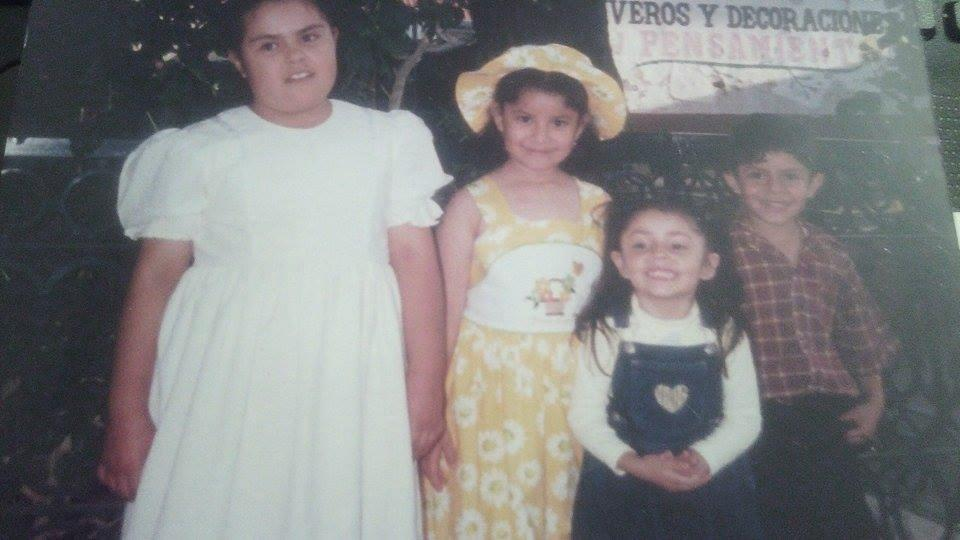 VEROS Y DECORACIONE
PENSAMIENT